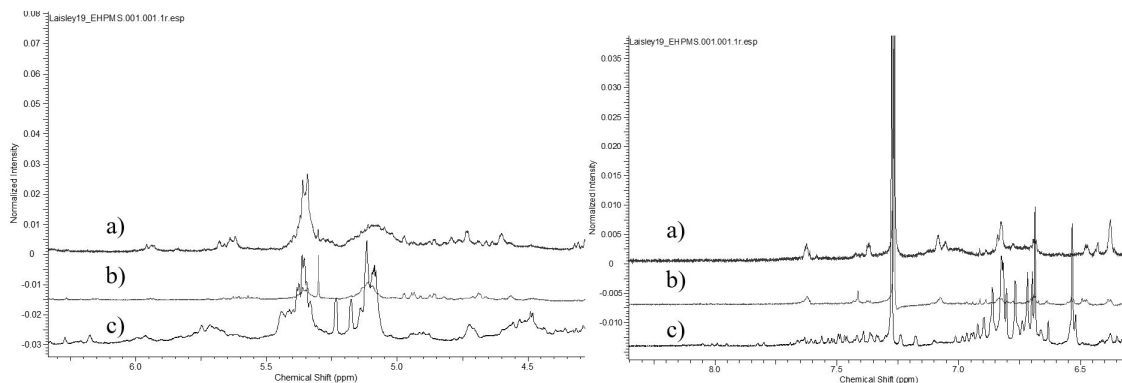 0.08
Laisley19_EHPMS.001.001.1r.esp
0.07
0.06
0.05
0.04
0.03
0.02
0.01
0
-0.01
-0.02
-0.03
Normalized Intensity
a)
b)
c)
6.0
5.5
5.0
4.5
Chemical Shift (ppm)
Laisley19_EHPMS.001.001.1r.esp
0.035
0.030
0.025
0.020
0.015
0.010
0.005
0
-0.005
-0.010
Normalized Intensity
a)
b)
c)
8.0
7.5
7.0
6.5
Chemical Shift (ppm)